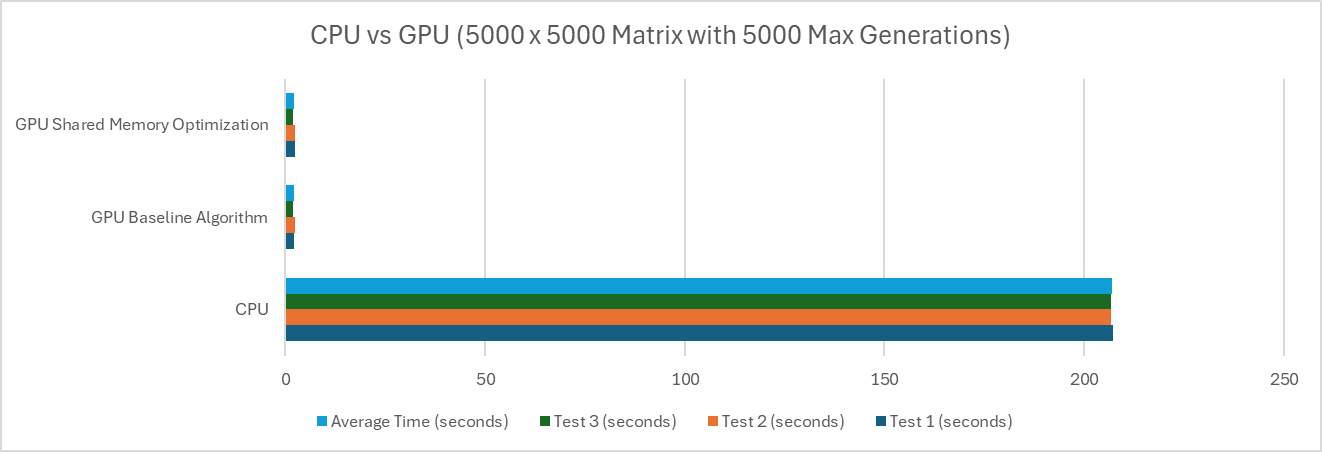 CPU vs GPU (5000 x 5000 Matrix with 5000 Max Generations)
GPU Shared Memory Optimization
GPU Baseline Algorithm
CPU
0 50 100 150 200 250
Average Time (seconds) Test 3 (seconds) Test 2 (seconds) Test 1 (seconds)